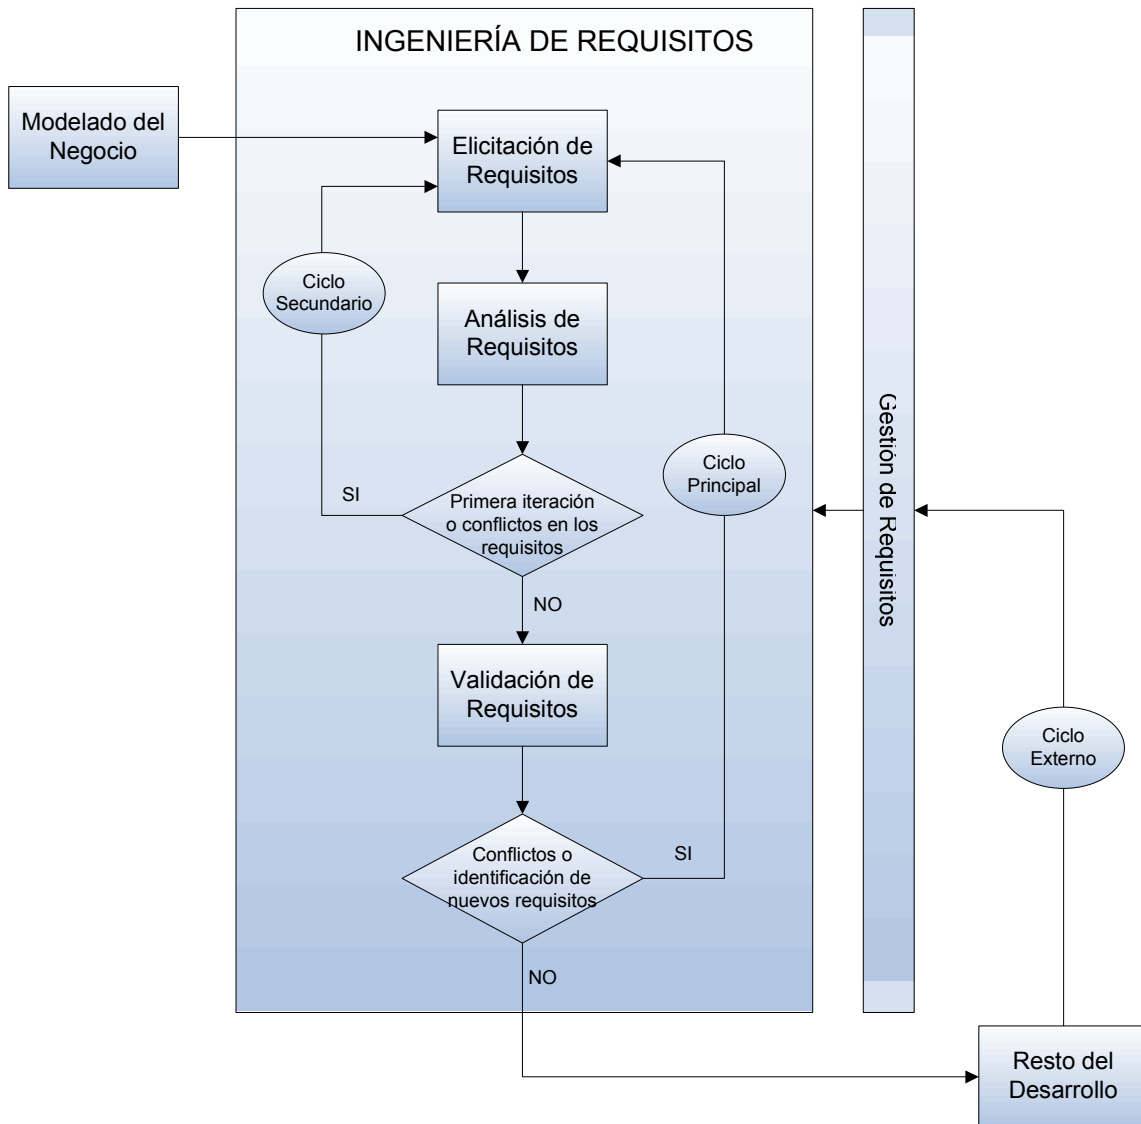 INGENIERÍA DE REQUISITOS
Modelado del
Negocio
Elicitación de
Requisitos
Ciclo
Secundario
Análisis de
Requisitos
Ciclo
Principal
SI
Primera iteración
o conflictos en los
requisitos
Gestión de Requisitos
NO
Validación de
Requisitos
Ciclo
Externo
Conflictos o
identificación de
nuevos requisitos
SI
NO
Resto del
Desarrollo